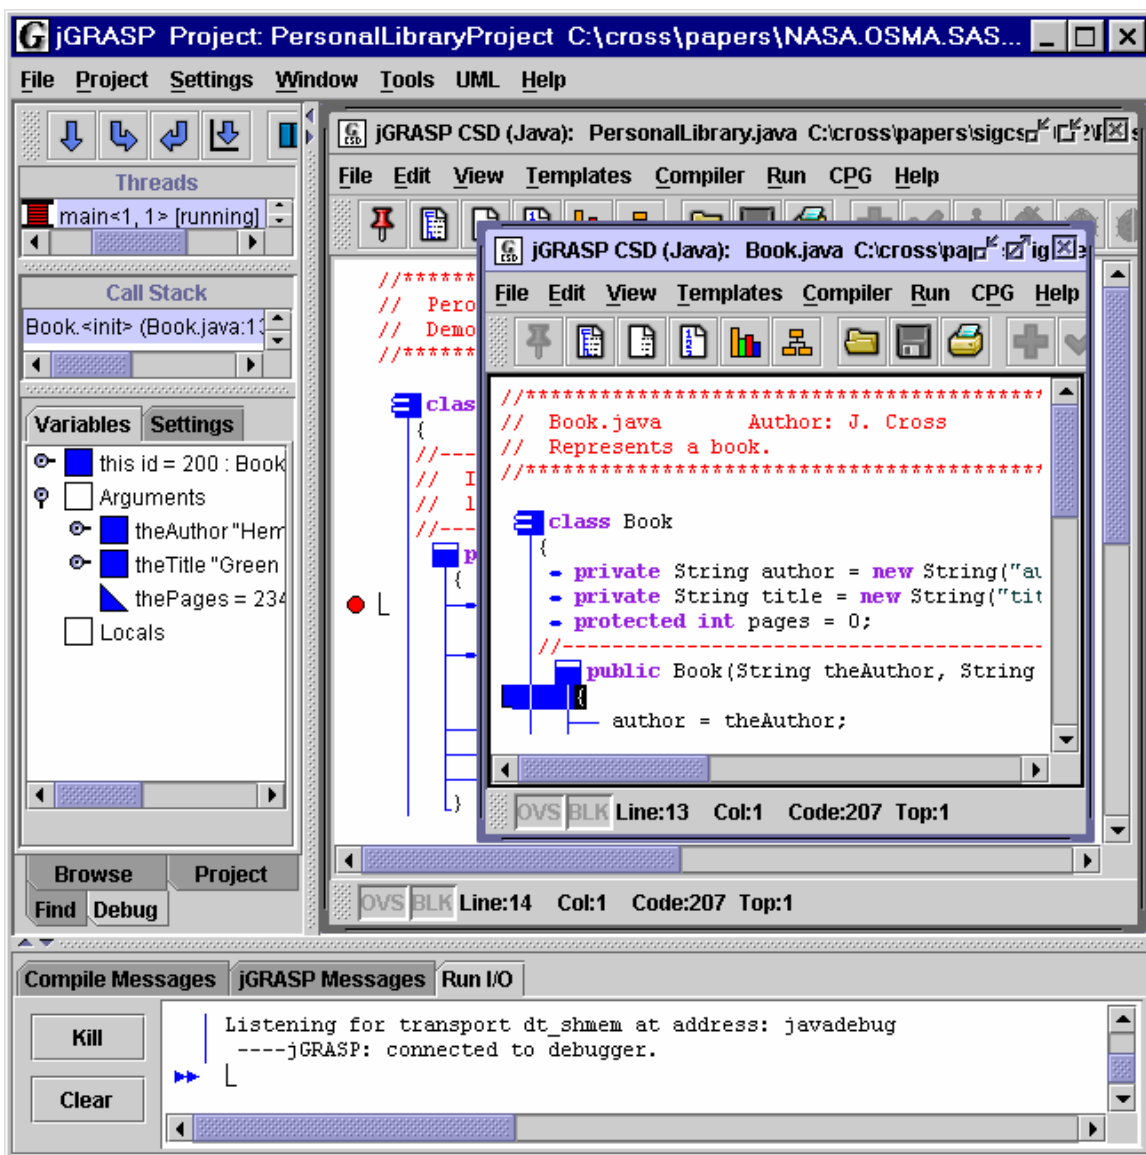 jGRASP Project: PersonalLibraryProject C:\cross\papers\NASA.OSMA.SAS...
File Project Settings Window Tools UML Help
Threads
main<1, 1> [running]
Call Stack
Book.<init> (Book.java:1
Variables Settings
this id = 200 : Book
Arguments
theAuthor "Hem
theTitle "Green
thePages = 234
Locals
Browse Project
Find Debug
jGRASP CSD (Java): PersonalLibrary.java C:\cross\papers\sigcs
File Edit View Templates Compiler Run CPG Help
//*******
// Perso
// Demo
//*******
clas
{
//---
// I
// l
//---
p
{
}
OVS BLK Line:14 Col:1 Code:207 Top:1
jGRASP CSD (Java): Book.java C:\cross\pap
File Edit View Templates Compiler Run CPG Help
//******************************************
// Book.java Author: J. Cross
// Represents a book.
//******************************************
class Book
{
private String author = new String("au
private String title = new String("tit
protected int pages = 0;
//---------------------------------------
public Book(String theAuthor, String
{
author = theAuthor;
OVS BLK Line:13 Col:1 Code:207 Top:1
Compile Messages jGRASP Messages Run I/O
Kill
Clear
Listening for transport dt_shmem at address: javadebug
----jGRASP: connected to debugger.